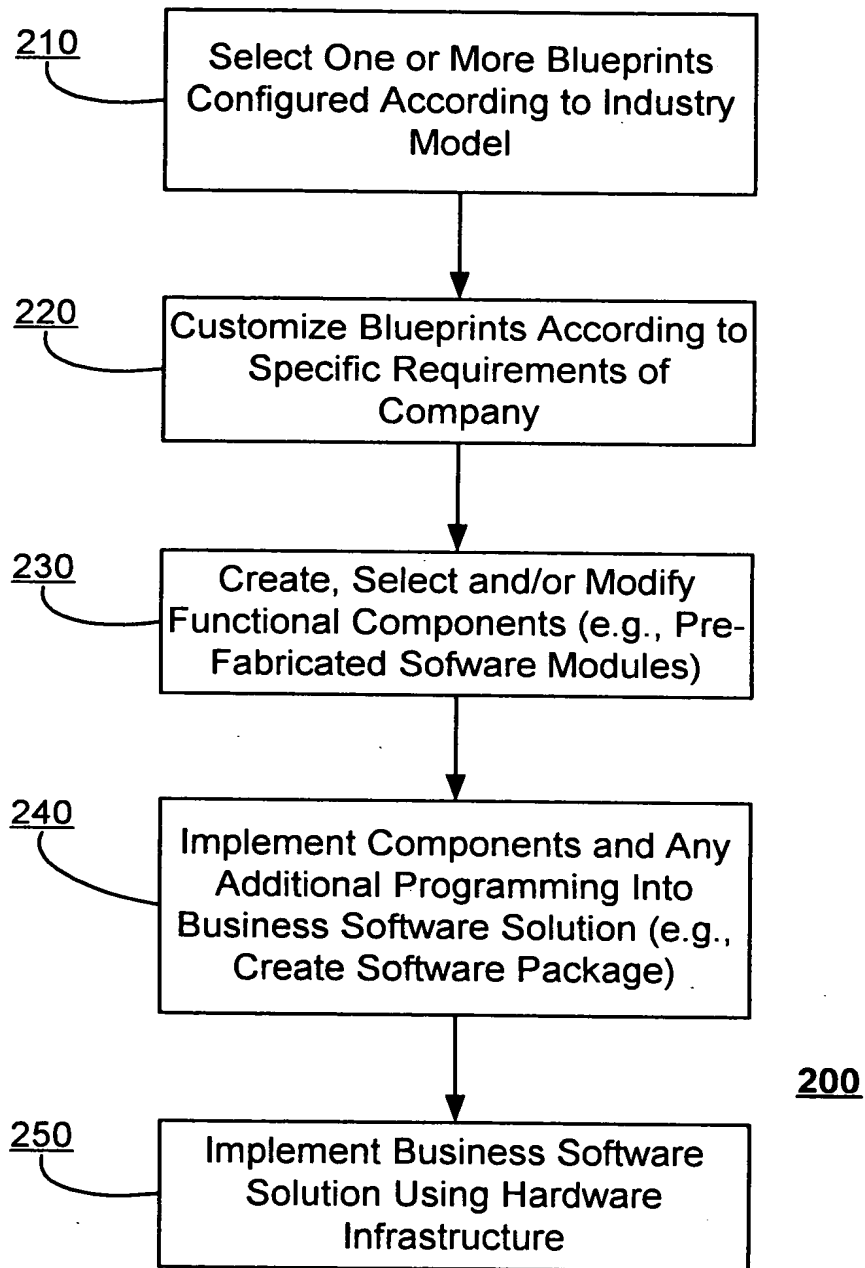 210
Select One or More Blueprints
Configured According to Industry
Model
220
Customize Blueprints According to
Specific Requirements of
Company
230
Create, Select and/or Modify
Functional Components (e.g., Pre-
Fabricated Sofware Modules)
240
Implement Components and Any
Additional Programming Into
Business Software Solution (e.g.,
Create Software Package)
200
250
Implement Business Software
Solution Using Hardware
Infrastructure